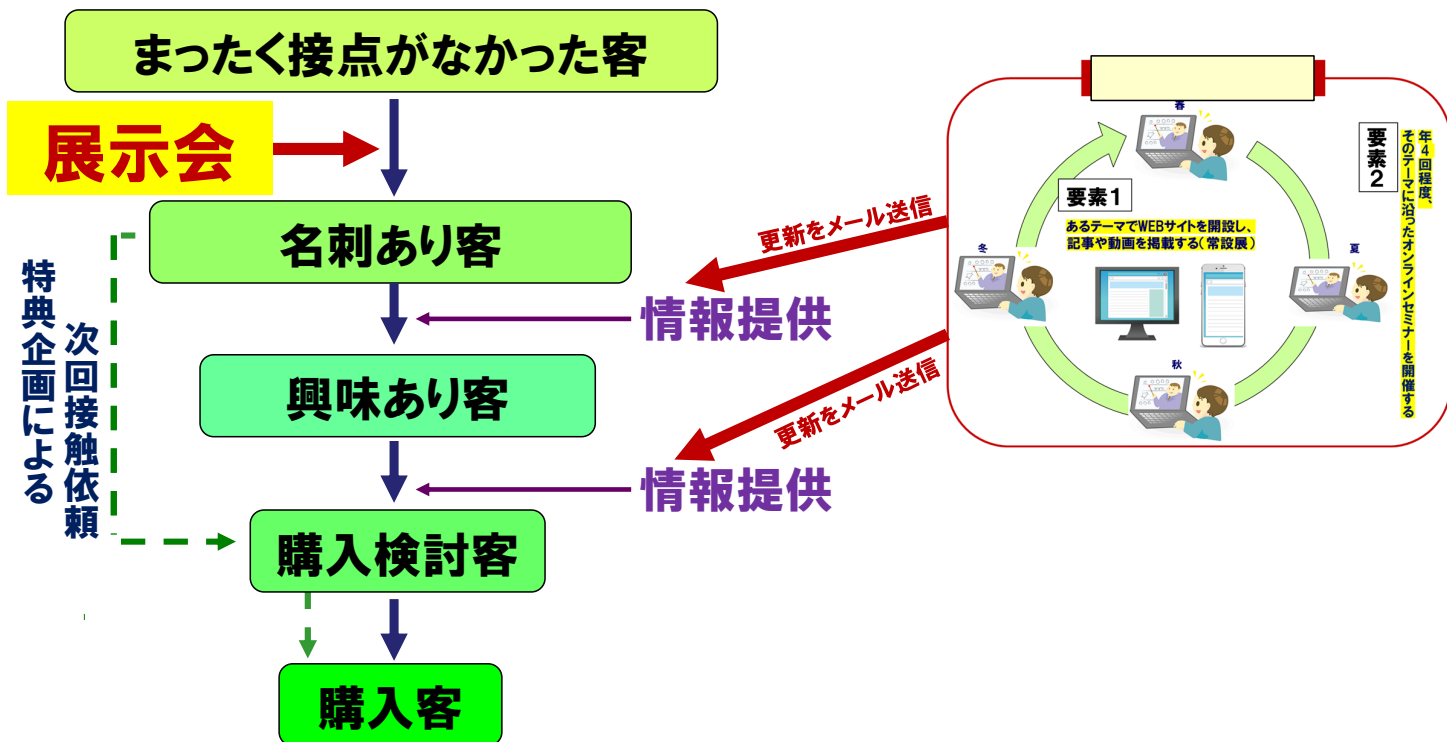 まったく接点がなかった客
展示会
名刺あり客
特典企画による
次回接触依頼
更新をメール送信
情報提供
興味あり客
更新をメール送信
情報提供
購入検討客
購入客
春
要素1
あるテーマでWEBサイトを開設し、
記事や動画を掲載する(常設展)
冬
夏
秋
要素2
年4回程度、
そのテーマに沿ったオンラインセミナーを開催する